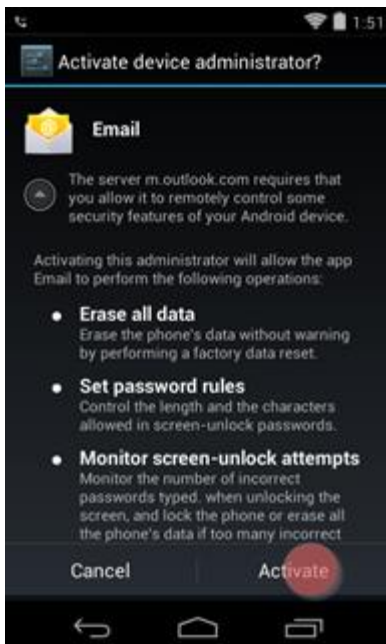 1:51
Activate device administrator?
Email
The server m.outlook.com requires that
you allow it to remotely control some
security features of your Android device.
Activating this administrator will allow the app
Email to perform the following operations:
Erase all data
Erase the phone's data without warning
by performing a factory data reset.
Set password rules
Control the length and the characters
allowed in screen-unlock passwords.
Monitor screen-unlock attempts
Monitor the number of incorrect
passwords typed. when unlocking the
screen, and lock the phone or erase all
the phone's data if too many incorrect
Cancel
Activate